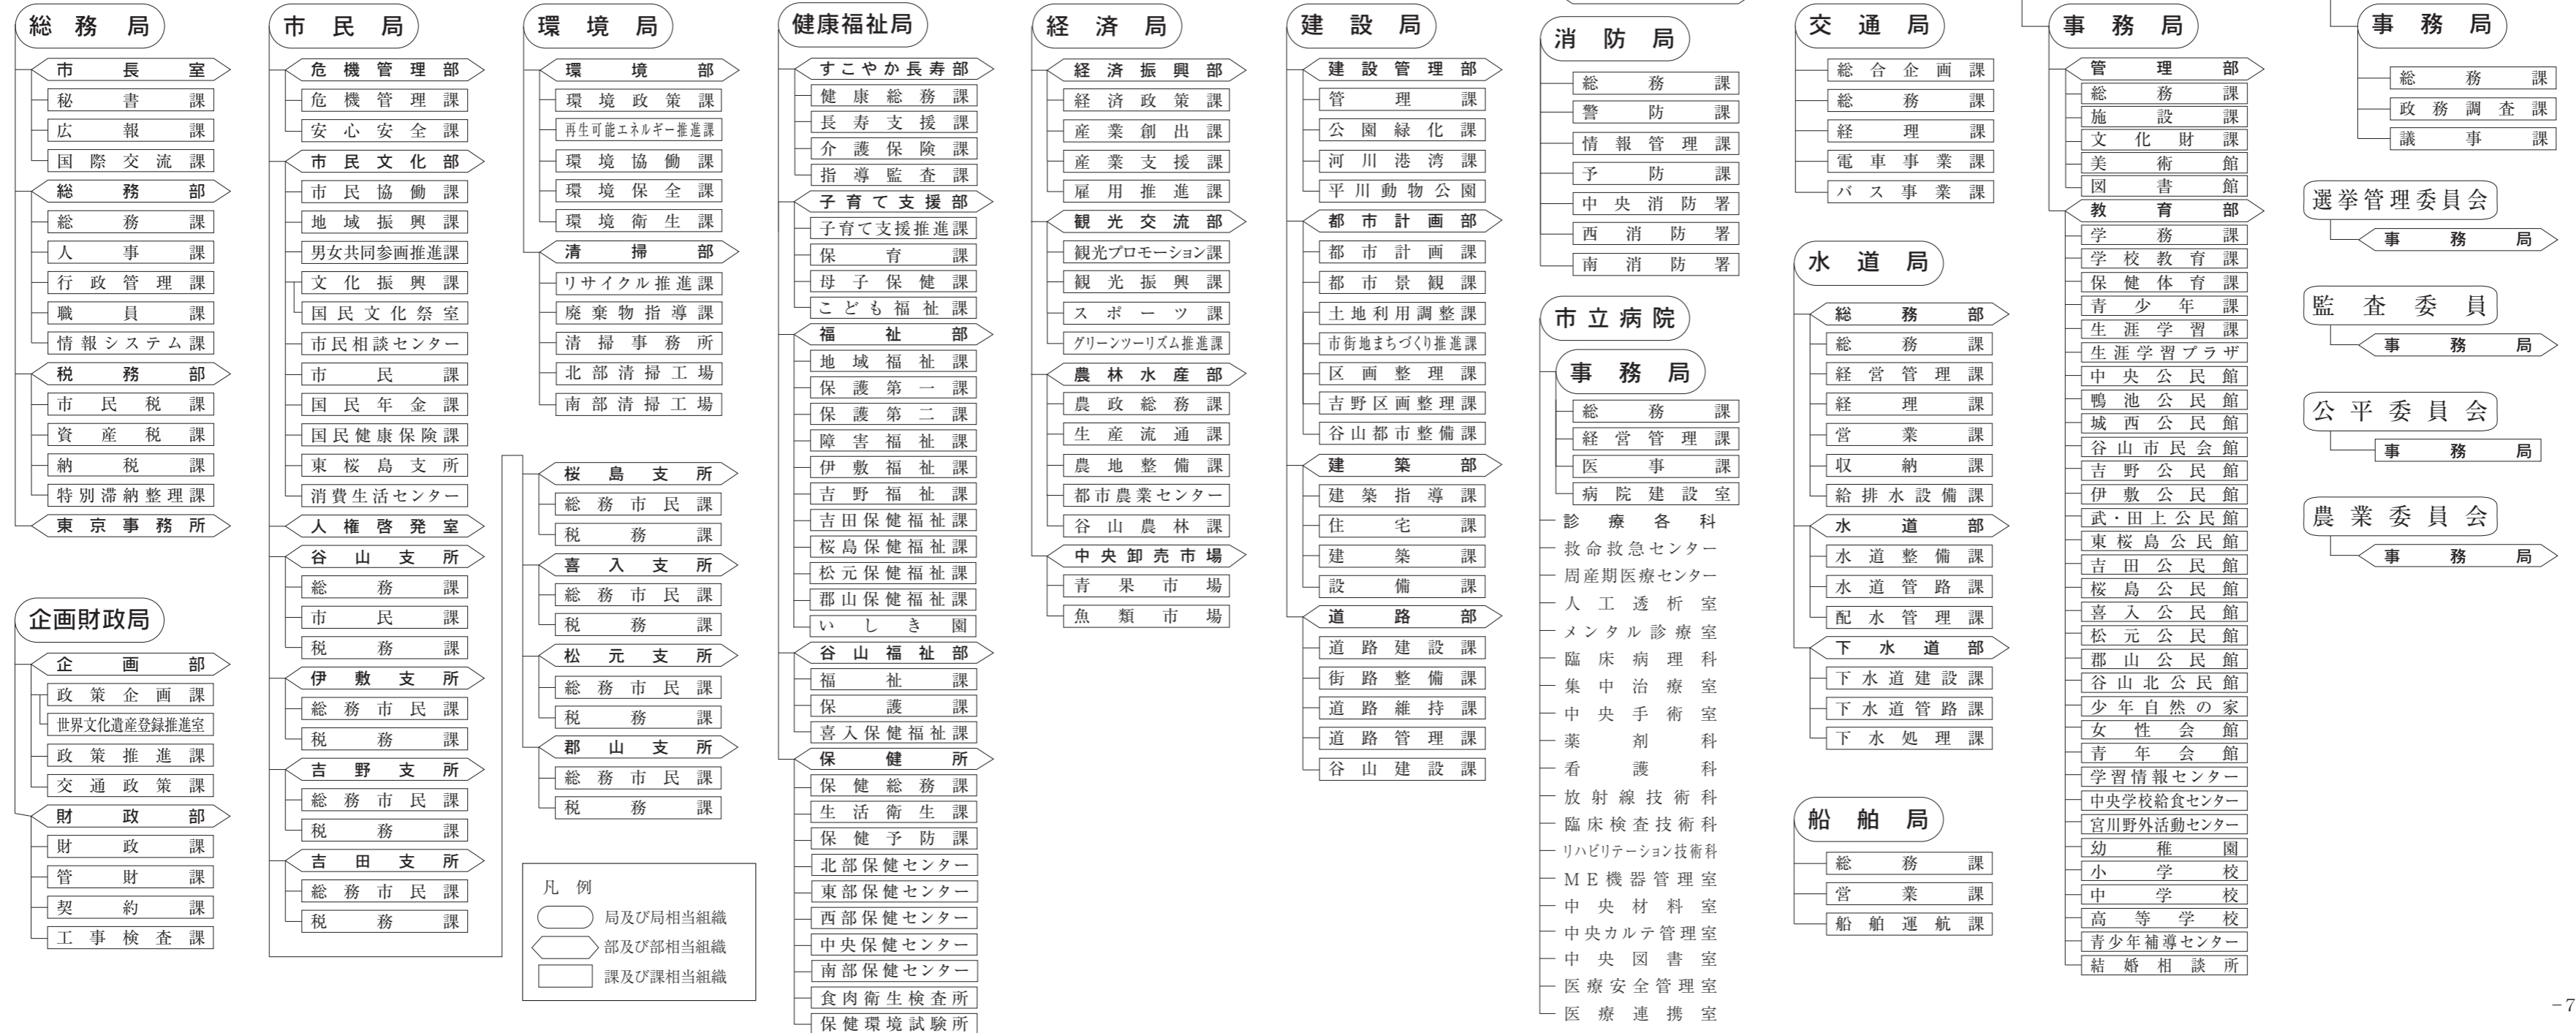 総務局
市長室
秘書課
広報課
国際交流課
総務部
総務課
人事課
行政管理課
職員課
情報システム課
税務部
市民税課
資産税課
納税課
特別滞納整理課
東京事務所
企画財政局
企画部
政策企画課
世界文化遺産登録推進室
政策推進課
交通政策課
財政部
財政課
管財課
契約課
工事検査課
市民局
危機管理部
危機管理課
安心安全課
市民文化部
市民協働課
地域振興課
男女共同参画推進課
文化振興課
国民文化祭室
市民相談センター
市民課
国民年金課
国民健康保険課
東桜島支所
消費生活センター
人権啓発室
谷山支所
総務課
市民課
税務課
伊敷支所
総務市民課
税務課
吉野支所
総務市民課
税務課
吉田支所
総務市民課
税務課
環境局
環境部
環境政策課
再生可能エネルギー推進課
環境協働課
環境保全課
環境衛生課
清掃部
リサイクル推進課
廃棄物指導課
清掃事務所
北部清掃工場
南部清掃工場
桜島支所
総務市民課
税務課
喜入支所
総務市民課
税務課
松元支所
総務市民課
税務課
郡山支所
総務市民課
税務課
凡例
局及び局相当組織
部及び部相当組織
課及び課相当組織
健康福祉局
すこやか長寿部
健康総務課
長寿支援課
介護保険課
指導監査課
子育て支援部
子育て支援推進課
保育課
母子保健課
こども福祉課
福祉部
地域福祉課
保護第一課
保護第二課
障害福祉課
伊敷福祉課
吉野福祉課
吉田保健福祉課
桜島保健福祉課
松元保健福祉課
郡山保健福祉課
いしき園
谷山福祉部
福祉課
保護課
喜入保健福祉課
保健所
保健総務課
生活衛生課
保健予防課
北部保健センター
東部保健センター
西部保健センター
中央保健センター
南部保健センター
食肉衛生検査所
保健環境試験所
経済局
経済振興部
経済政策課
産業創出課
産業支援課
雇用推進課
観光交流部
観光プロモーション課
観光振興課
スポーツ課
グリーンツーリズム推進課
農林水産部
農政総務課
生産流通課
農地整備課
都市農業センター
谷山農林課
中央卸売市場
青果市場
魚類市場
建設局
建設管理部
管理課
公園緑化課
河川港湾課
平川動物公園
都市計画部
都市計画課
都市景観課
土地利用調整課
市街地まちづくり推進課
区画整理課
吉野区画整理課
谷山都市整備課
建築部
建築指導課
住宅課
建築課
設備課
道路部
道路建設課
街路整備課
道路維持課
道路管理課
谷山建設課
消防局
総務課
警防課
情報管理課
予防課
中央消防署
西消防署
南消防署
市立病院
事務局
総務課
経営管理課
医事課
病院建設室
診療各科
救命救急センター
周産期医療センター
人工透析室
メンタル診療室
臨床病理科
集中治療室
中央手術室
薬剤科
看護科
放射線技術科
臨床検査技術科
リハビリテーション技術科
ME機器管理室
中央材料室
中央カルテ管理室
中央図書室
医療安全管理室
医療連携室
交通局
総合企画課
総務課
経理課
電車事業課
バス事業課
水道局
総務部
総務課
経営管理課
経理課
営業課
収納課
給排水設備課
水道部
水道整備課
水道管路課
配水管理課
下水道部
下水道建設課
下水道管路課
下水処理課
船舶局
総務課
営業課
船舶運航課
事務局
管理部
総務課
施設課
文化財課
美術館
図書館
教育部
学務課
学校教育課
保健体育課
青少年課
生涯学習課
生涯学習プラザ
中央公民館
鴨池公民館
城西公民館
谷山市民会館
吉野公民館
伊敷公民館
武・田上公民館
東桜島公民館
吉田公民館
桜島公民館
喜入公民館
松元公民館
郡山公民館
谷山北公民館
少年自然の家
女性会館
青年会館
学習情報センター
中央学校給食センター
宮川野外活動センター
幼稚園
小学校
中学校
高等学校
青少年補導センター
結婚相談所
事務局
総務課
政務調査課
議事課
選挙管理委員会
事務局
監査委員
事務局
公平委員会
事務局
農業委員会
事務局
−7